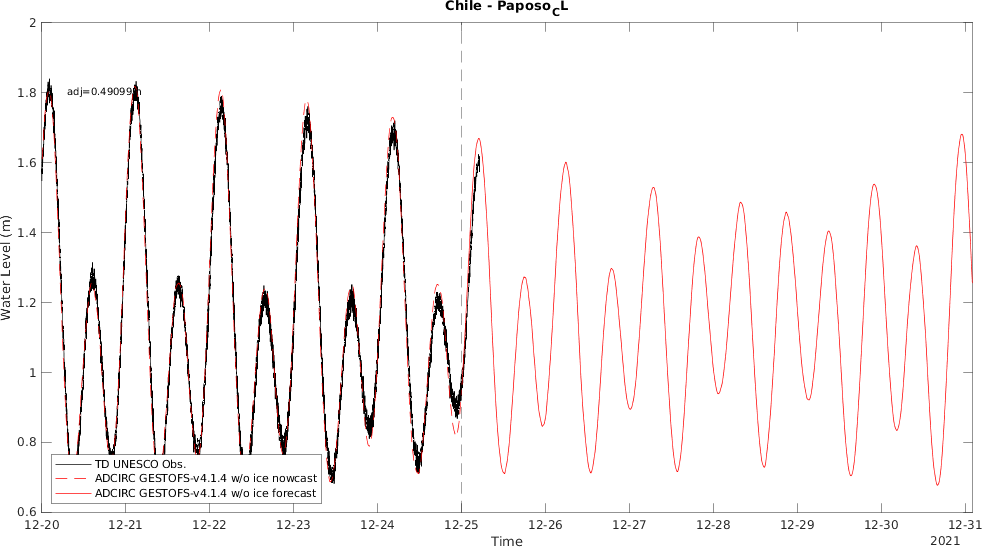 Chile - Paposo_CL
adj=0.49099m
Water Level (m)
2
1.8
1.6
1.4
1.2
1
0.8
0.6
TD UNESCO Obs.
ADCIRC GESTOFS-v4.1.4 w/o ice nowcast
ADCIRC GESTOFS-v4.1.4 w/o ice forecast
12-20 12-21 12-22 12-23 12-24 12-25 12-26 12-27 12-28 12-29 12-30 12-31
Time
2021